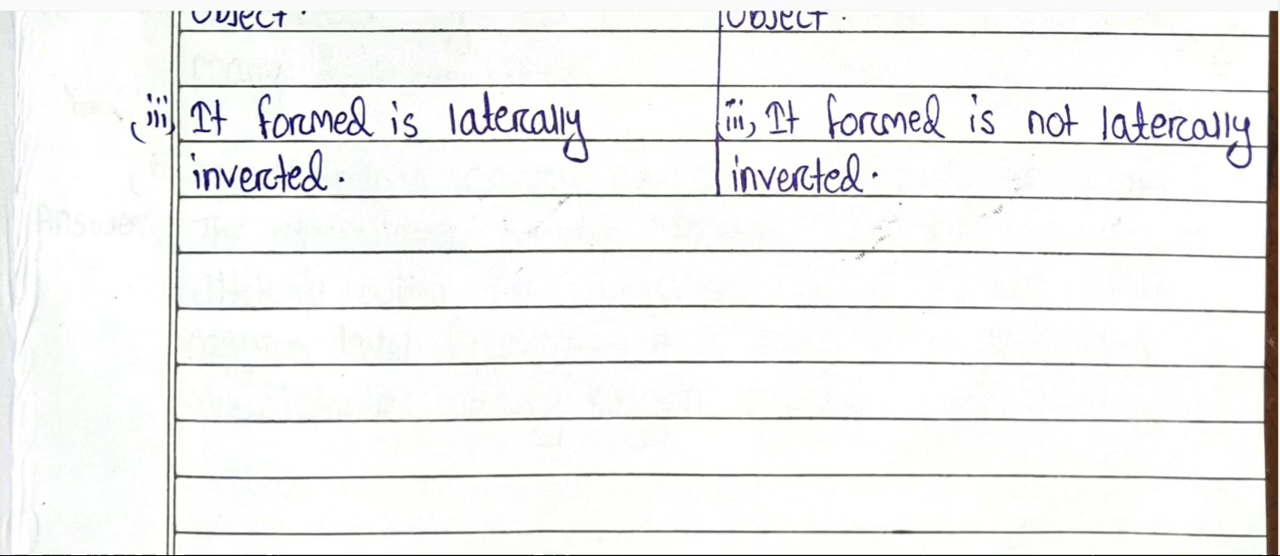 object.
(iii) It formed is laterally
inverted.
object.
iii, It formed is not laterally
inverted.